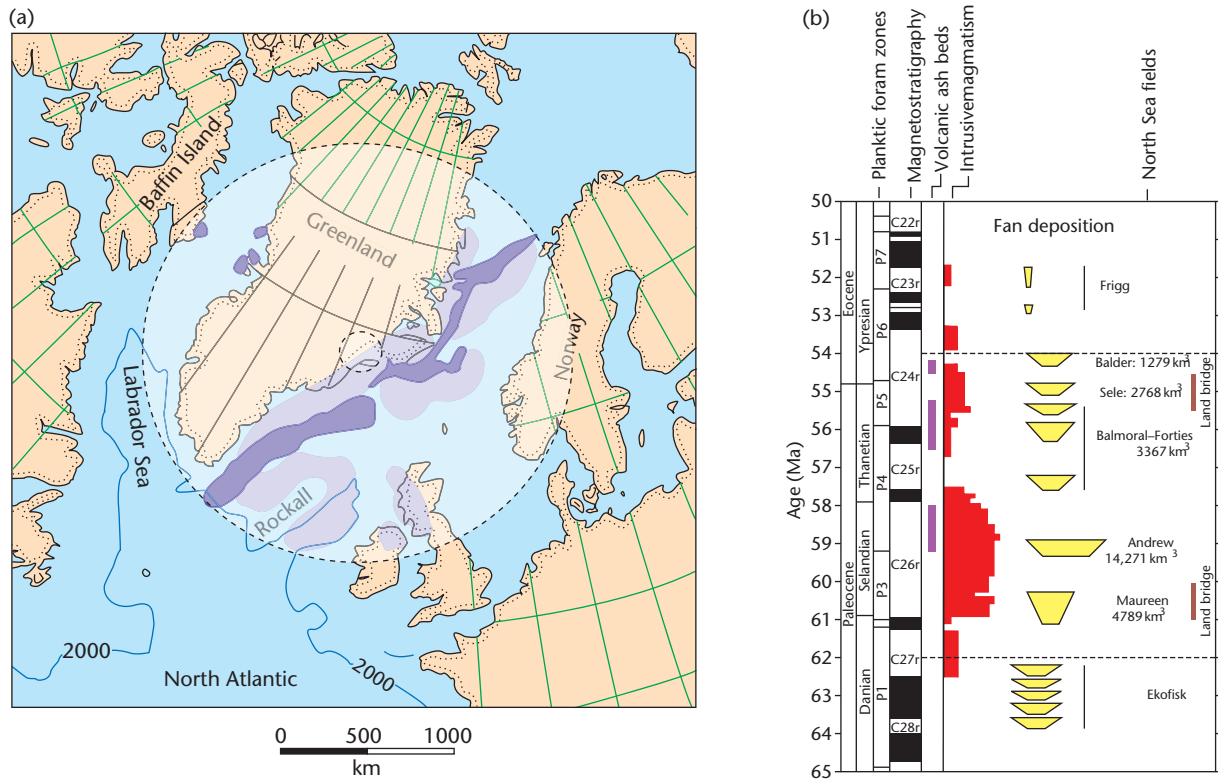 (a)
Baffin Island
Greenland
Norway
Labrador Sea
Rockall
2000
2000
North Atlantic
0 500 1000
km
(b)
Planktic foram zones
Magnetostratigraphy
Volcanic ash beds
Intrusivemagmatism
North Sea fields
Age (Ma)
50
51
52
53
54
55
56
57
58
59
60
61
62
63
64
65
Eocene
Paleocene
Ypresian
Thanetian
Selandian
Danian
P7
P6
P5
P4
P3
P1
C22r
C23r
C24r
C25r
C26r
C27r
C28r
Fan deposition
Frigg
Balder: 1279 km3
Sele: 2768 km3
Land bridge
Balmoral–Forties
3367 km3
Andrew
14,271 km3
Maureen
4789 km3
Land bridge
Ekofisk